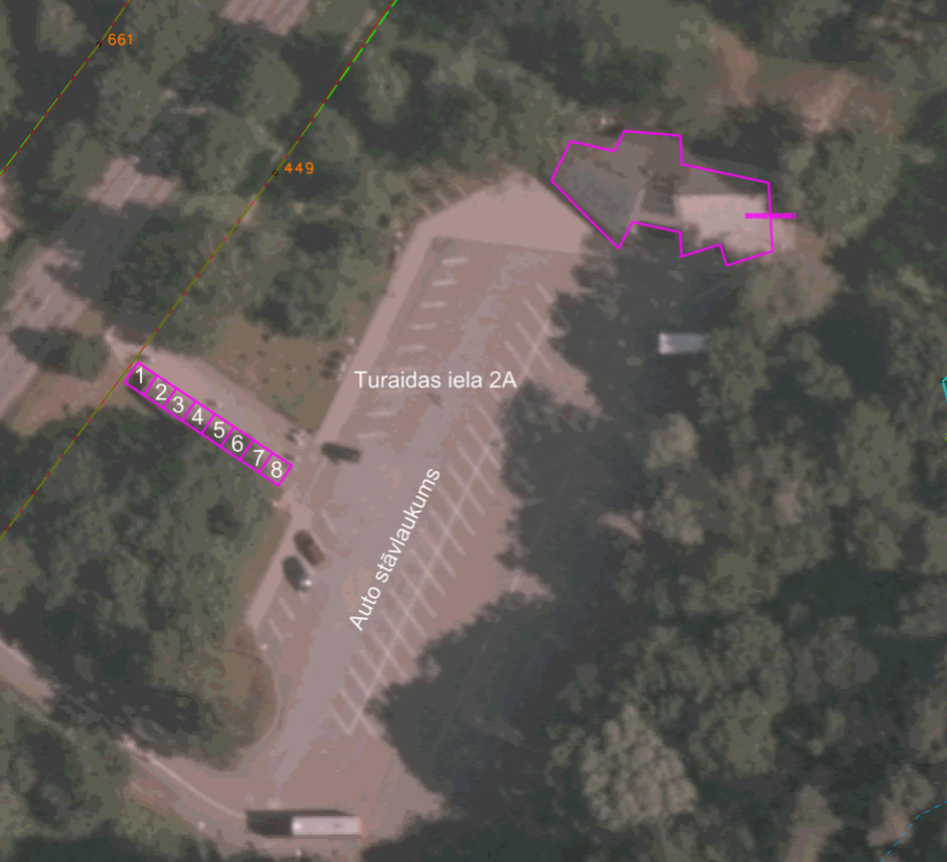 661
449
1 2 3 4 5 6 7 8
Turaidas iela 2A
Auto stāvlaukums